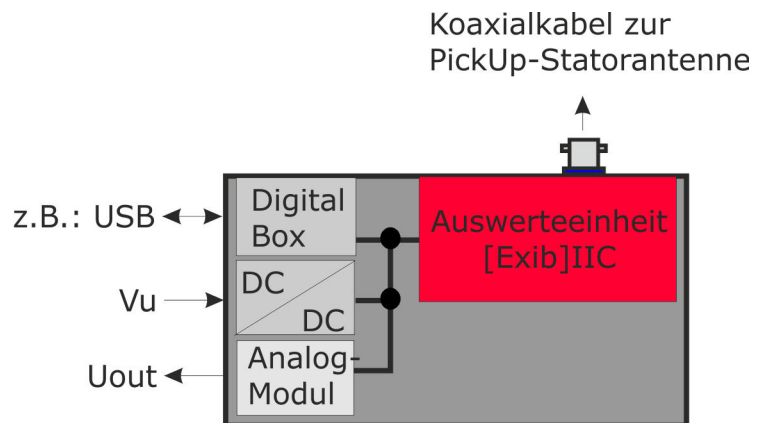 Koaxialkabel zur
PickUp-Statorantenne
z.B.: USB
Digital
Box
Auswerteeinheit
[Exib]IIC
Vu
DC
DC
Uout
Analog-
Modul